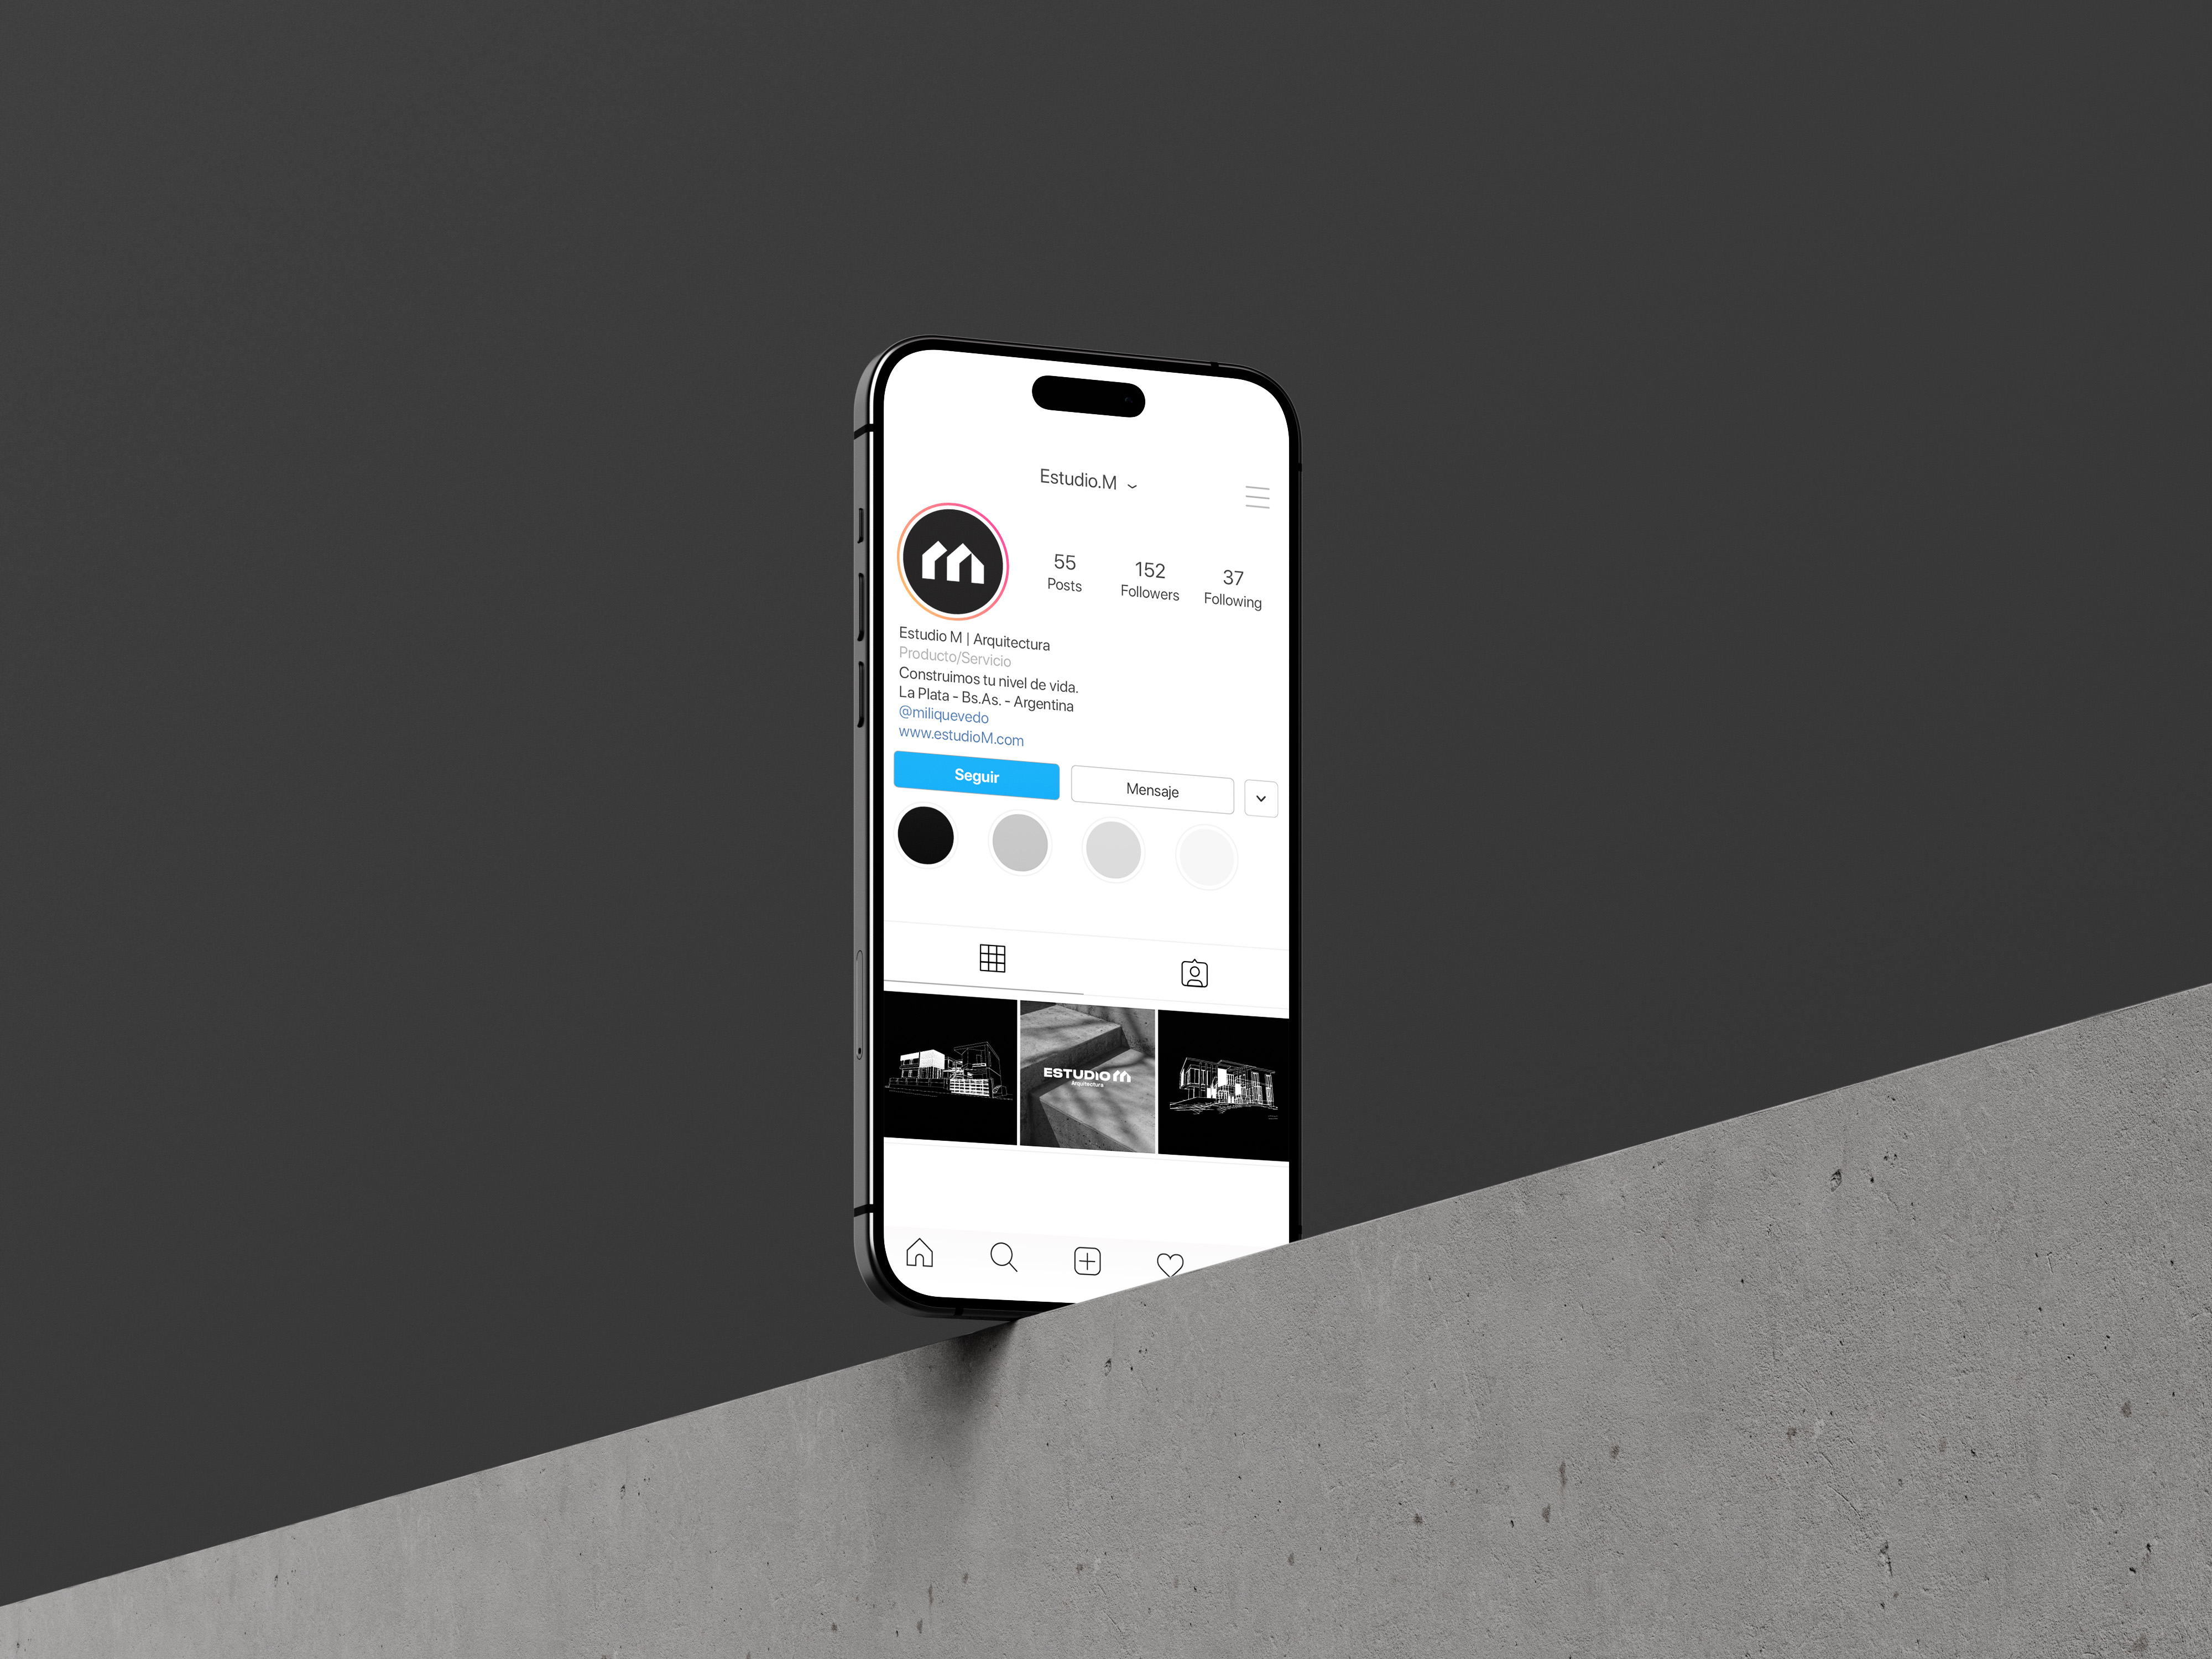 Estudio.M
55
Posts
152
Followers
37
Following
Estudio M | Arquitectura
Producto/Servicio
Construimos tu nivel de vida.
La Plata - Bs.As. - Argentina
@miliquevedo
www.estudioM.com
Seguir
Mensaje
ESTUDIO M
Arquitectura